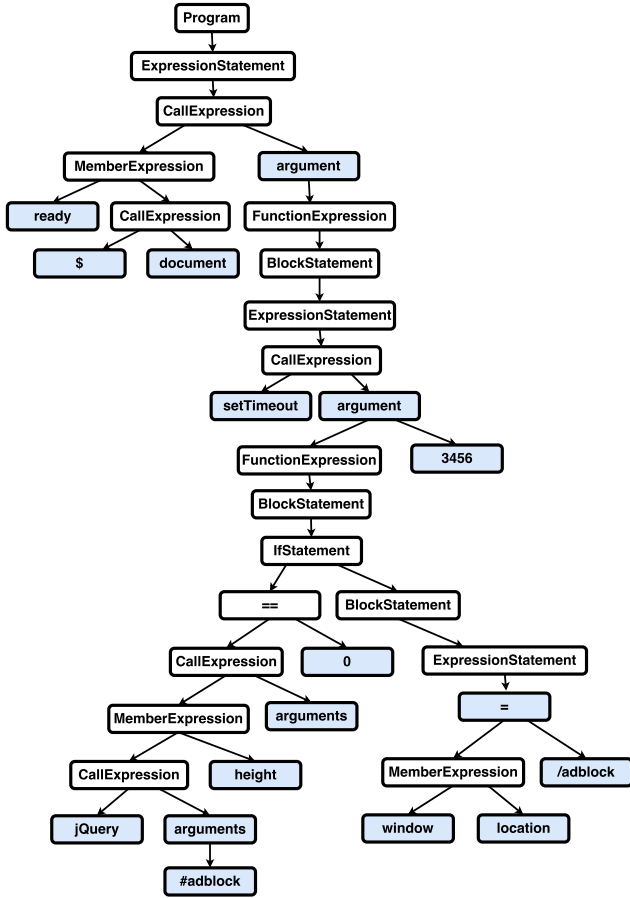 Program
ExpressionStatement
CallExpression
MemberExpression
argument
ready
CallExpression
FunctionExpression
$
document
BlockStatement
ExpressionStatement
CallExpression
setTimeout
argument
FunctionExpression
3456
BlockStatement
IfStatement
==
BlockStatement
CallExpression
0
ExpressionStatement
MemberExpression
arguments
=
CallExpression
height
MemberExpression
/adblock
jQuery
arguments
window
location
#adblock